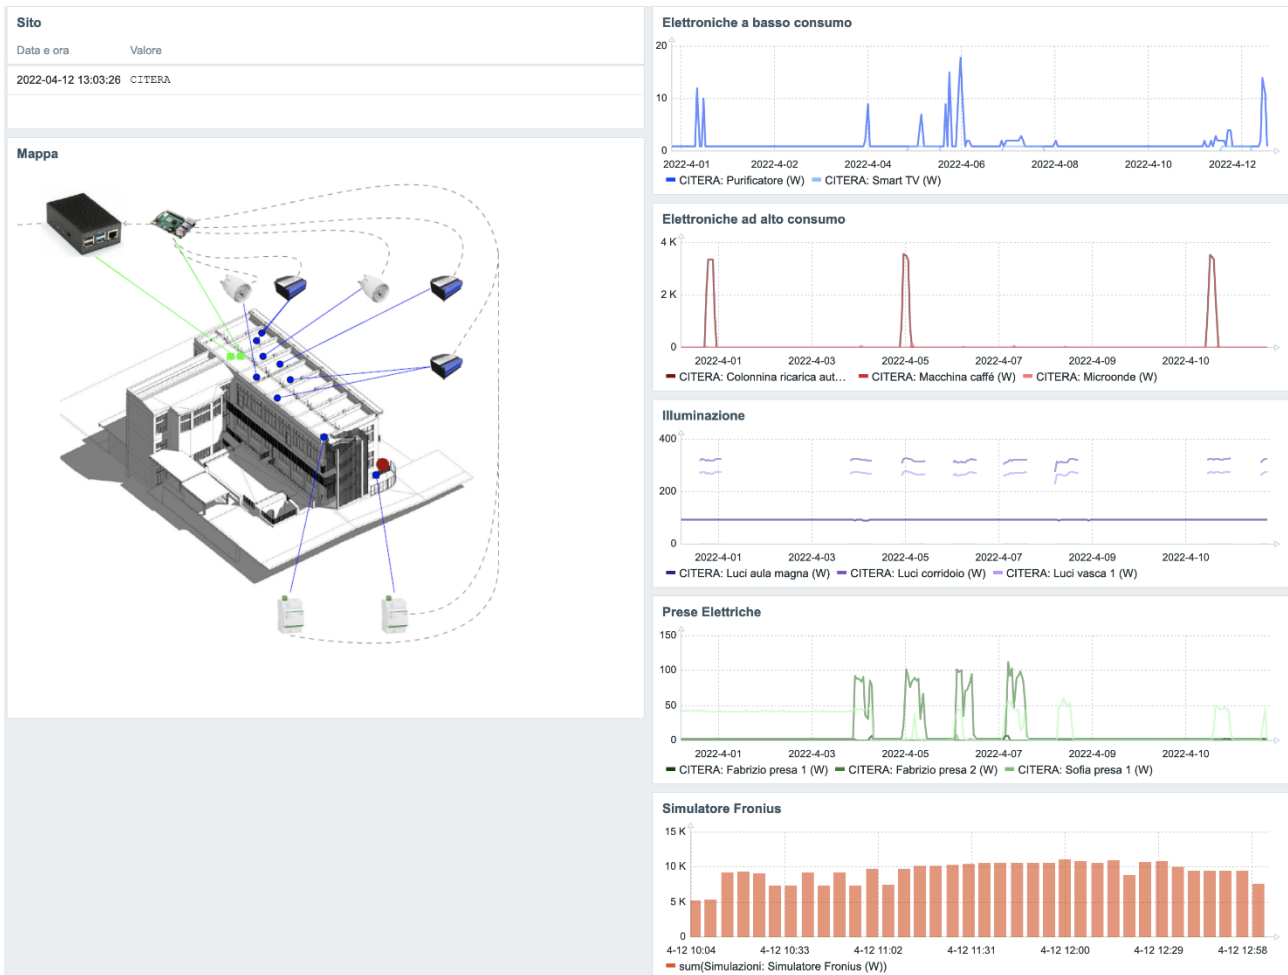 Sito
Data e ora Valore
2022-04-12 13:03:26 CITERA
Mappa
Elettroniche a basso consumo
20
10
0
2022-4-01 2022-4-02 2022-4-04 2022-4-06 2022-4-08 2022-4-10 2022-4-12
CITERA: Purificatore (W) CITERA: Smart TV (W)
Elettroniche ad alto consumo
4 K
2 K
0
2022-4-01 2022-4-03 2022-4-05 2022-4-07 2022-4-09 2022-4-10
CITERA: Colonnina ricarica aut... CITERA: Macchina caffé (W) CITERA: Microonde (W)
Illuminazione
400
200
0
2022-4-01 2022-4-03 2022-4-05 2022-4-07 2022-4-09 2022-4-10
CITERA: Luci aula magna (W) CITERA: Luci corridoio (W) CITERA: Luci vasca 1 (W)
Prese Elettriche
150
100
50
0
2022-4-01 2022-4-03 2022-4-05 2022-4-07 2022-4-09 2022-4-10
CITERA: Fabrizio presa 1 (W) CITERA: Fabrizio presa 2 (W) CITERA: Sofia presa 1 (W)
Simulatore Fronius
15 K
10 K
5 K
0
4-12 10:04 4-12 10:33 4-12 11:02 4-12 11:31 4-12 12:00 4-12 12:29 4-12 12:58
sum(Simulazioni: Simulatore Fronius (W))